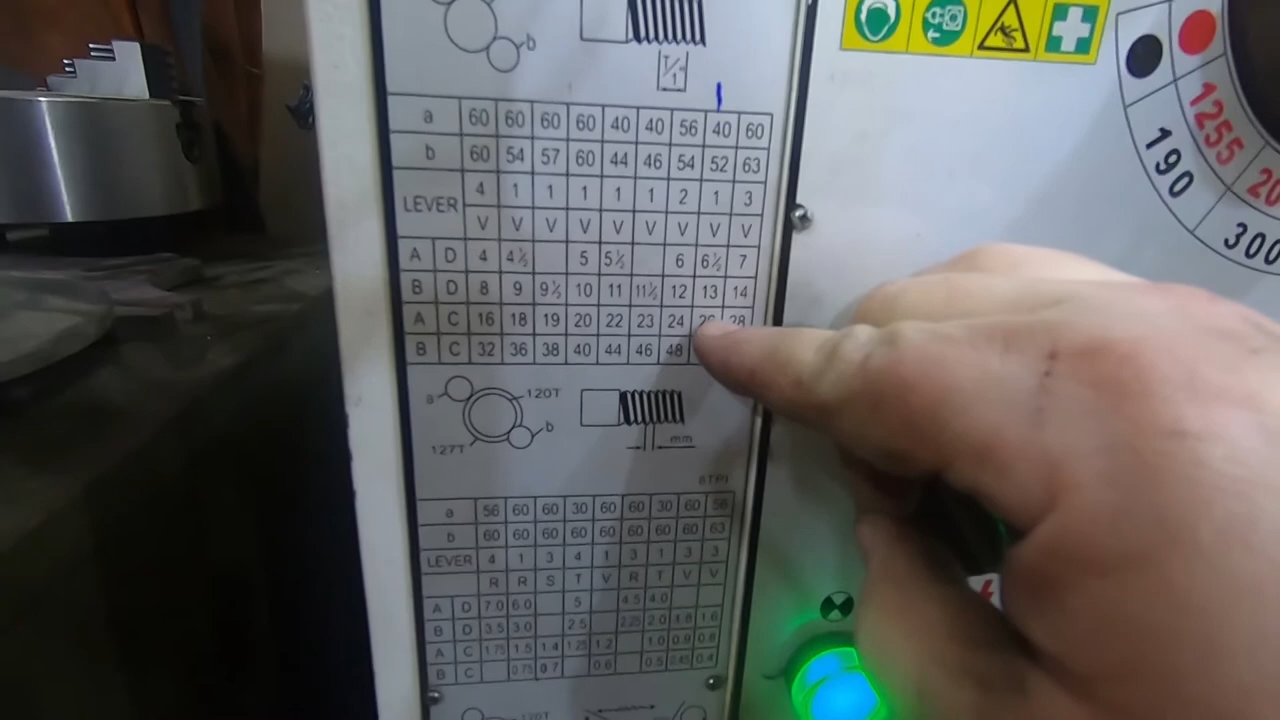 b
T/1"
a 60 60 60 60 40 40 56 40 60
b 60 54 57 60 44 46 54 52 63
LEVER 4 1 1 1 1 1 2 1 3
V V V V V V V V V
A D 4 4½ 5 5½ 6 6½ 7
B D 8 9 9½ 10 11 11½ 12 13 14
A C 16 18 19 20 22 23 24 26 28
B C 32 36 38 40 44 46 48
a 120T
b
127T mm
8TPI
a 56 60 60 30 60 60 30 60 56
b 60 60 60 60 60 60 60 60 63
LEVER 4 1 3 4 1 3 1 3 3
R R S T V R T V V
A D 7.0 6.0 5 4.5 4.0
B D 3.5 3.0 2.5 2.25 2.0 1.8 1.6
A C 1.75 1.5 1.4 1.25 1.2 1.0 0.9 0.8
B C 0.75 0.7 0.6 0.5 0.45 0.4
120T
1255
20
190
300